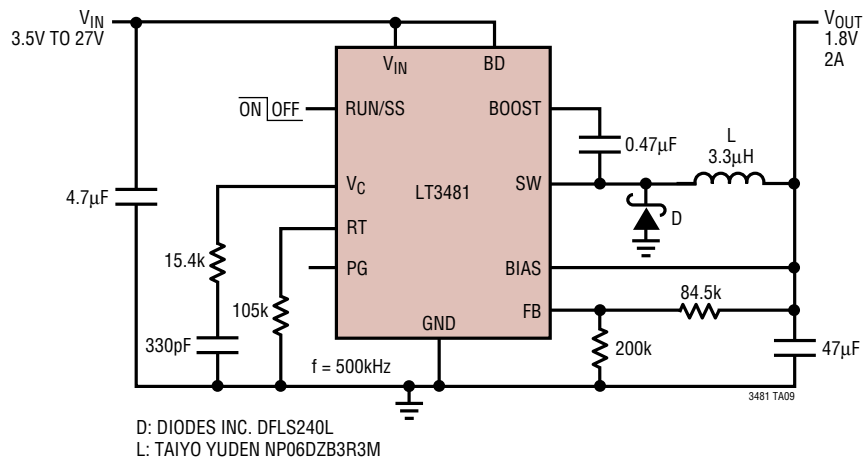 VIN
3.5V TO 27V
VOUT
1.8V
2A
VIN
BD
ON OFF
RUN/SS
BOOST
0.47µF
L
3.3µH
4.7µF
VC
LT3481
SW
D
15.4k
RT
PG
BIAS
105k
84.5k
FB
GND
330pF
f = 500kHz
200k
47µF
3481 TA09
D: DIODES INC. DFLS240L
L: TAIYO YUDEN NP06DZB3R3M